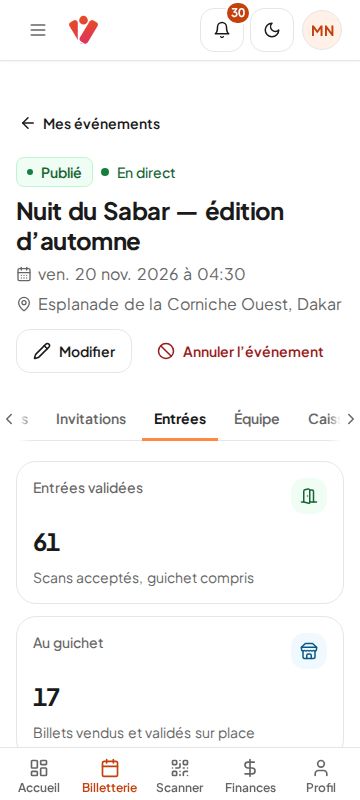 30
MN
Mes événements
Publié
En direct
Nuit du Sabar — édition
d’automne
ven. 20 nov. 2026 à 04:30
Esplanade de la Corniche Ouest, Dakar
Modifier
Annuler l’événement
s
Invitations
Entrées
Équipe
Cais
Entrées validées
61
Scans acceptés, guichet compris
Au guichet
17
Billets vendus et validés sur place
Accueil
Billetterie
Scanner
Finances
Profil